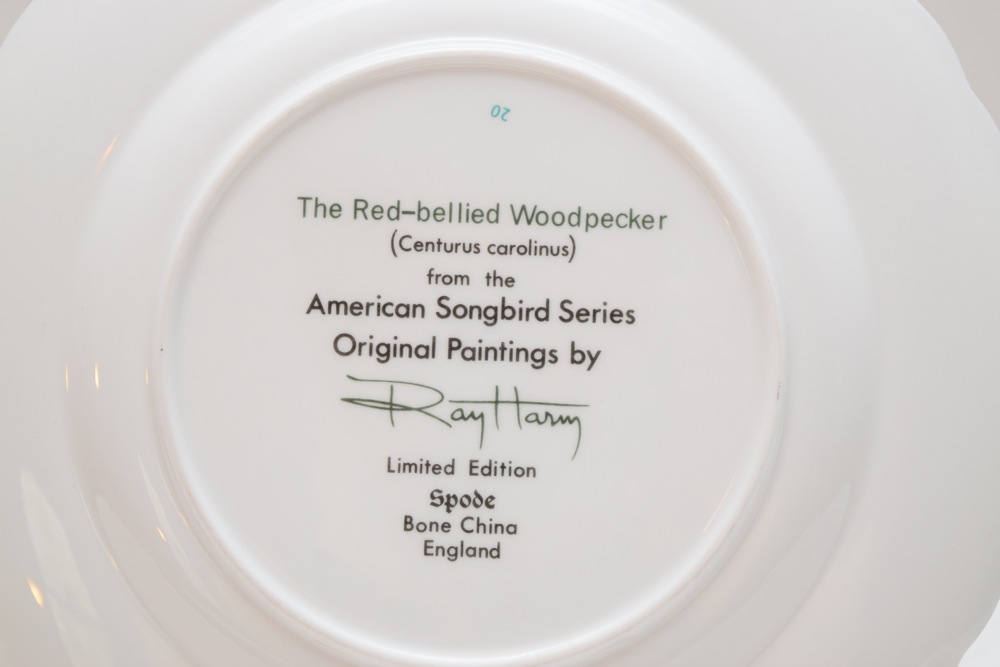 20
The Red-bellied Woodpecker
(Centurus carolinus)
from the
American Songbird Series
Original Paintings by
Ray Harm
Limited Edition
Spode
Bone China
England